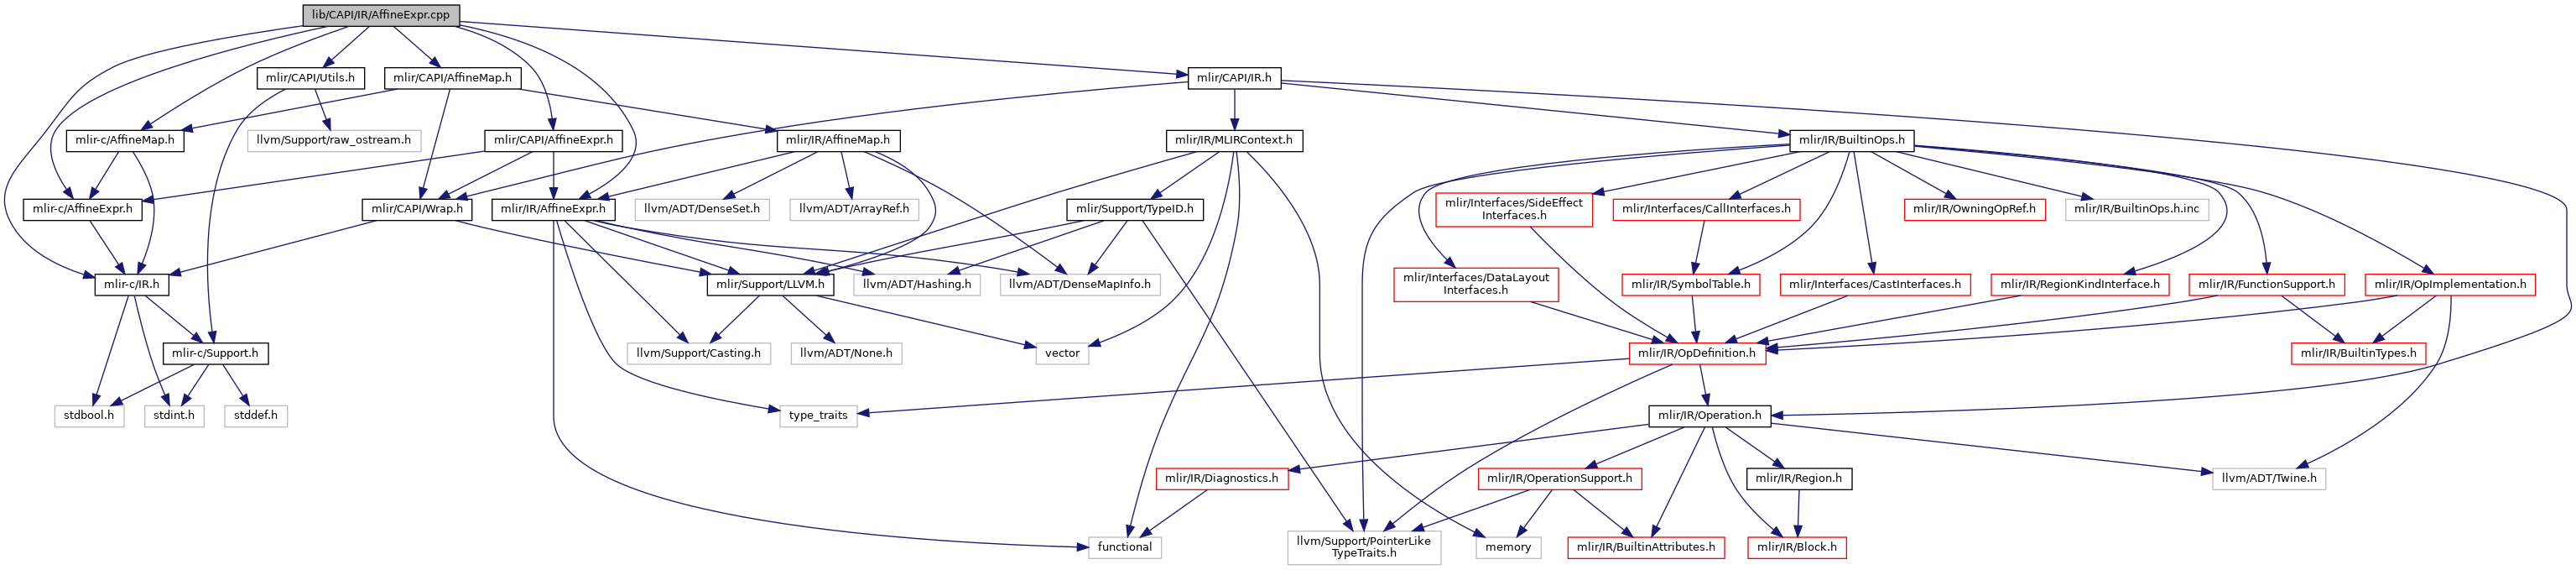 lib/CAPI/IR/AffineExpr.cpp
mlir/CAPI/Utils.h
mlir/CAPI/AffineMap.h
mlir/CAPI/IR.h
mlir-c/AffineMap.h
llvm/Support/raw_ostream.h
mlir/CAPI/AffineExpr.h
mlir/IR/AffineMap.h
mlir/IR/MLIRContext.h
mlir/IR/BuiltinOps.h
mlir-c/AffineExpr.h
mlir/CAPI/Wrap.h
mlir/IR/AffineExpr.h
llvm/ADT/DenseSet.h
llvm/ADT/ArrayRef.h
mlir/Support/TypeID.h
mlir/Interfaces/SideEffect
Interfaces.h
mlir/Interfaces/CallInterfaces.h
mlir/IR/OwningOpRef.h
mlir/IR/BuiltinOps.h.inc
mlir-c/IR.h
mlir/Support/LLVM.h
llvm/ADT/Hashing.h
llvm/ADT/DenseMapInfo.h
mlir/Interfaces/DataLayout
Interfaces.h
mlir/IR/SymbolTable.h
mlir/Interfaces/CastInterfaces.h
mlir/IR/RegionKindInterface.h
mlir/IR/FunctionSupport.h
mlir/IR/OpImplementation.h
mlir-c/Support.h
llvm/Support/Casting.h
llvm/ADT/None.h
vector
mlir/IR/OpDefinition.h
mlir/IR/BuiltinTypes.h
stdbool.h
stdint.h
stddef.h
type_traits
mlir/IR/Operation.h
mlir/IR/Diagnostics.h
mlir/IR/OperationSupport.h
mlir/IR/Region.h
llvm/ADT/Twine.h
functional
llvm/Support/PointerLike
TypeTraits.h
memory
mlir/IR/BuiltinAttributes.h
mlir/IR/Block.h